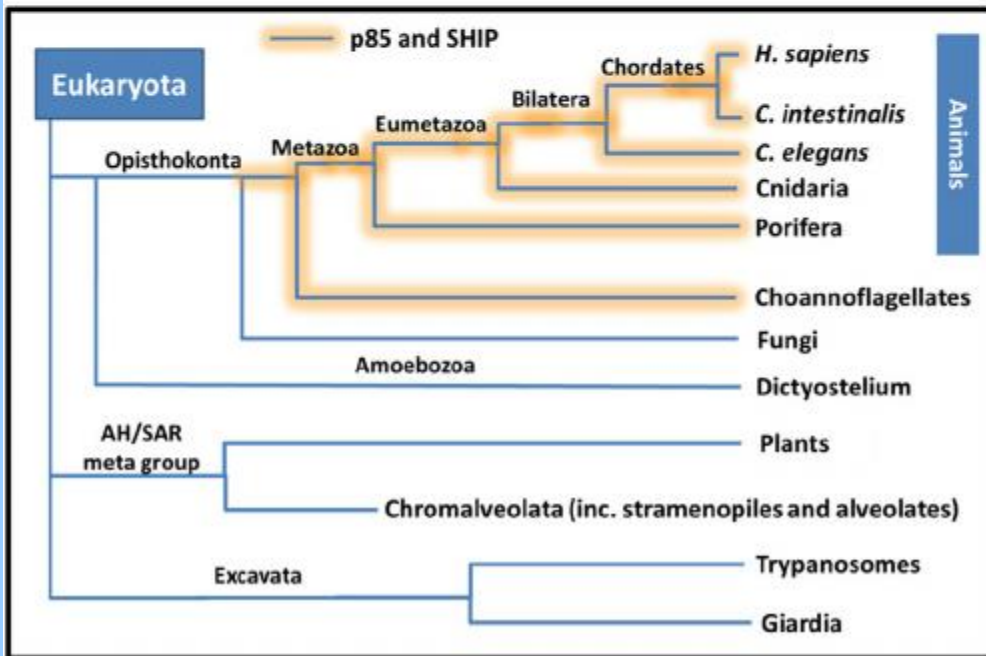 p85 and SHIP
Eukaryota
Chordates
H. sapiens
Bilatera
C. intestinalis
Eumetazoa
Metazoa
C. elegans
Opisthokonta
Cnidaria
Porifera
Animals
Choannoflagellates
Fungi
Amoebozoa
Dictyostelium
AH/SAR
meta group
Plants
Chromalveolata (inc. stramenopiles and alveolates)
Trypanosomes
Excavata
Giardia